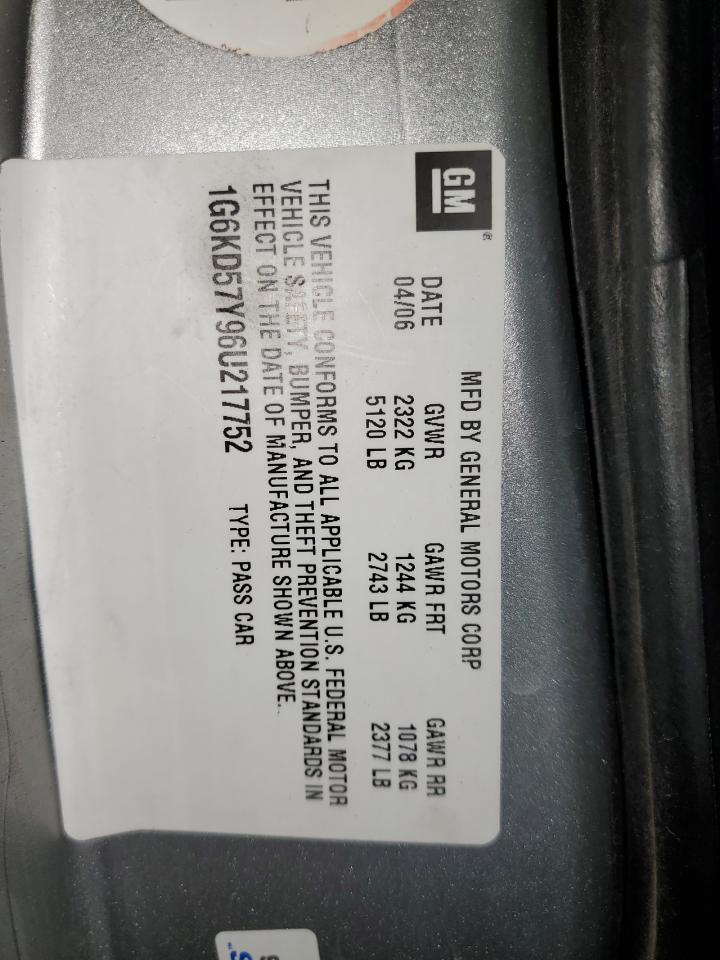 GM®
MFD BY GENERAL MOTORS CORP
DATE GVWR GAWR FRT GAWR RR
04/06 2322 KG 1244 KG 1078 KG
5120 LB 2743 LB 2377 LB
THIS VEHICLE CONFORMS TO ALL APPLICABLE U.S. FEDERAL MOTOR
VEHICLE SAFETY, BUMPER, AND THEFT PREVENTION STANDARDS IN
EFFECT ON THE DATE OF MANUFACTURE SHOWN ABOVE.
1G6KD57Y96U217752 TYPE: PASS CAR